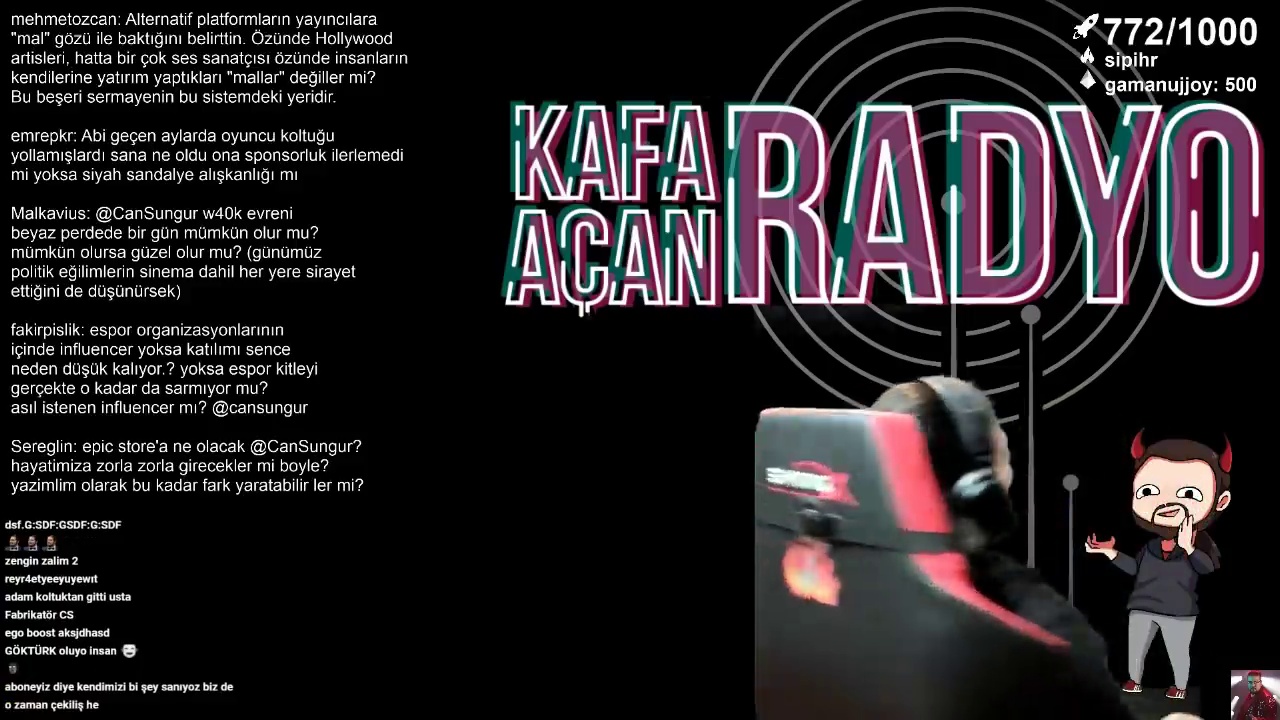 mehmetozcan: Alternatif platformların yayıncılara
"mal" gözü ile baktığını belirttin. Özünde Hollywood
artisleri, hatta bir çok ses sanatçısı özünde insanların
kendilerine yatırım yaptıkları "mallar" değiller mi?
Bu beşeri sermayenin bu sistemdeki yeridir.
emrepkr: Abi geçen aylarda oyuncu koltuğu
yollamışlardı sana ne oldu ona sponsorluk ilerlemedi
mi yoksa siyah sandalye alışkanlığı mı
Malkavius: @CanSungur w40k evreni
beyaz perdede bir gün mümkün olur mu?
mümkün olursa güzel olur mu? (günümüz
politik eğilimlerin sinema dahil her yere sirayet
ettiğini de düşünürsek)
fakirpislik: espor organizasyonlarının
içinde influencer yoksa katılımı sence
neden düşük kalıyor.? yoksa espor kitleyi
gerçekte o kadar da sarmıyor mu?
asıl istenen influencer mı? @cansungur
Sereglin: epic store'a ne olacak @CanSungur?
hayatimiza zorla zorla girecekler mi boyle?
yazimlim olarak bu kadar fark yaratabilir ler mi?
dsf.G:SDF:GSDF:G:SDF
zengin zalim 2
reyr4etyeeyuyewıt
adam koltuktan gitti usta
Fabrikatör CS
ego boost aksjdhasd
GÖKTÜRK oluyo insan
aboneyiz diye kendimizi bi şey sanıyoz biz de
o zaman çekiliş he
772/1000
sipihr
gamanujjoy: 500
KAFA
AÇAN
RADYO